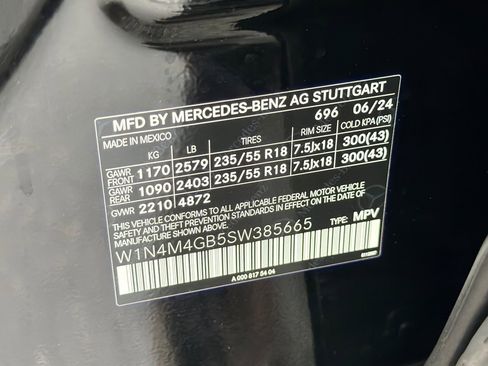 MFD BY MERCEDES-BENZ AG STUTTGART
MADE IN MEXICO 696 06/24
KG LB TIRES RIM SIZE COLD KPA(PSI)
GAWR FRONT 1170 2579 235/55 R18 7.5Jx18 300(43)
GAWR REAR 1090 2403 235/55 R18 7.5Jx18 300(43)
GVWR 2210 4872
THIS VEHICLE CONFORMS TO ALL APPLICABLE FEDERAL MOTOR VEHICLE
SAFETY, BUMPER, AND THEFT PREVENTION STANDARDS IN EFFECT
ON THE DATE OF MANUFACTURE SHOWN ABOVE.
W1N4M4GB5SW385665 TYPE: MPV
A 000 817 54 04